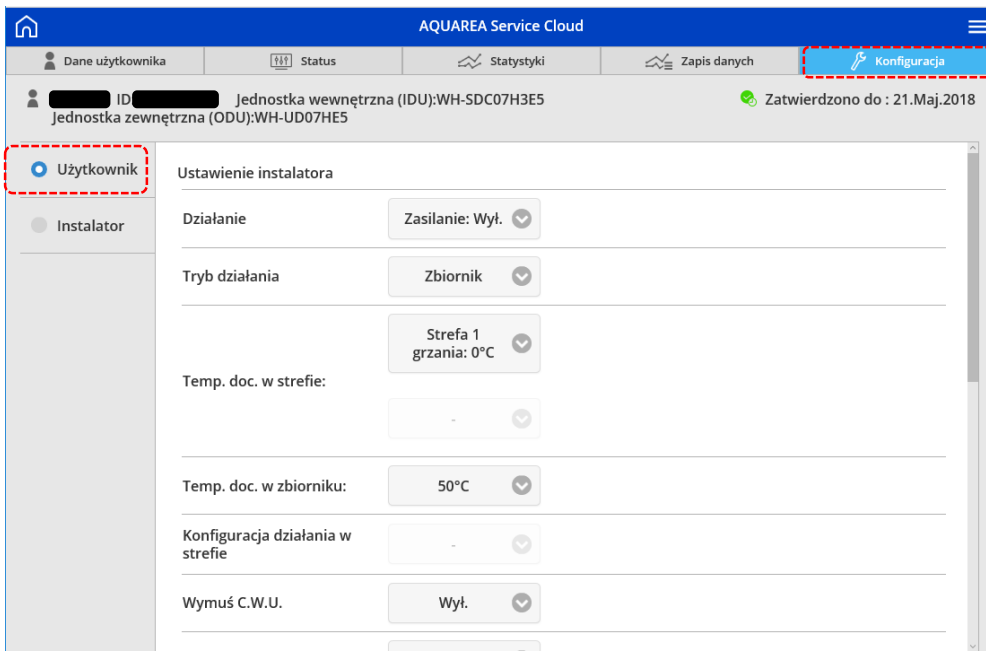 AQUAREA Service Cloud
Dane użytkownika
Status
Statystyki
Zapis danych
Konfiguracja
ID Jednostka wewnętrzna (IDU):WH-SDC07H3E5
Jednostka zewnętrzna (ODU):WH-UD07HE5
Zatwierdzono do : 21.Maj.2018
Użytkownik
Instalator
Ustawienie instalatora
Działanie
Zasilanie: Wył.
Tryb działania
Zbiornik
Temp. doc. w strefie:
Strefa 1
grzania: 0°C
-
Temp. doc. w zbiorniku:
50°C
Konfiguracja działania w
strefie
-
Wymuś C.W.U.
Wył.